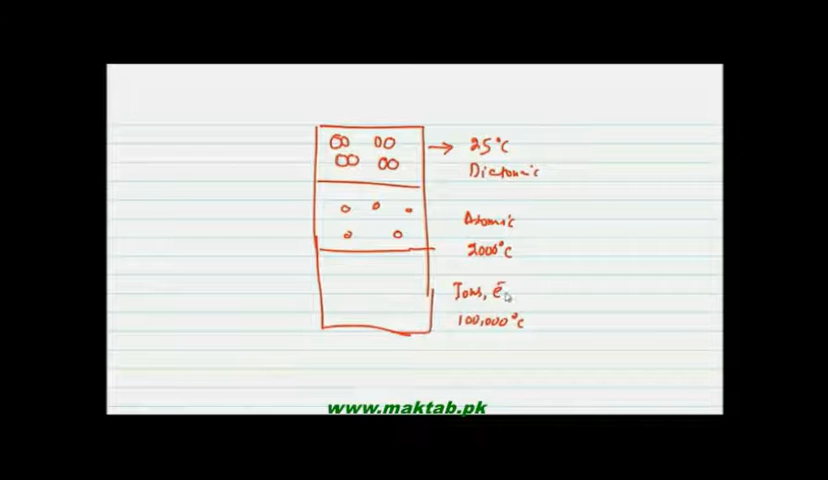 25°C
Diatomic
Atomic
2000°C
Ions, ē
100,000°C
www.maktab.pk